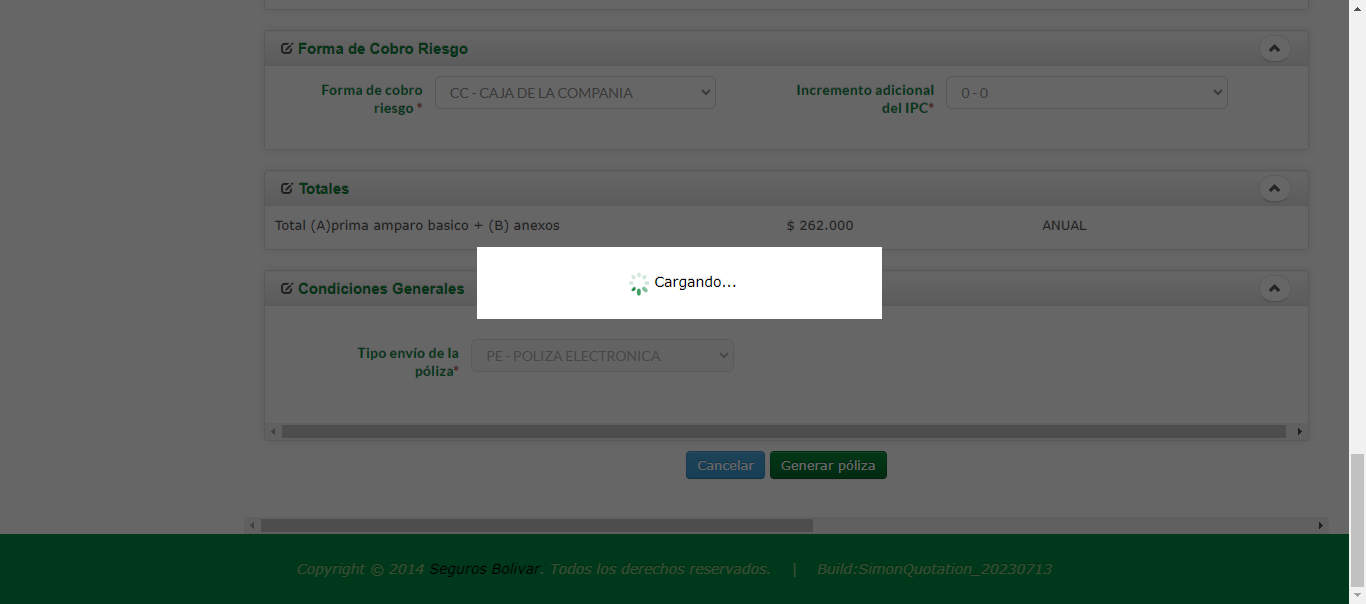 Forma de Cobro Riesgo
Forma de cobro
riesgo *
CC - CAJA DE LA COMPANIA
Incremento adicional
del IPC*
0 - 0
Totales
Total (A)prima amparo basico + (B) anexos $ 262.000 ANUAL
Cargando...
Condiciones Generales
Tipo envío de la
póliza*
PE - POLIZA ELECTRONICA
Cancelar Generar póliza
Copyright © 2014 Seguros Bolivar. Todos los derechos reservados. | Build:SimonQuotation_20230713